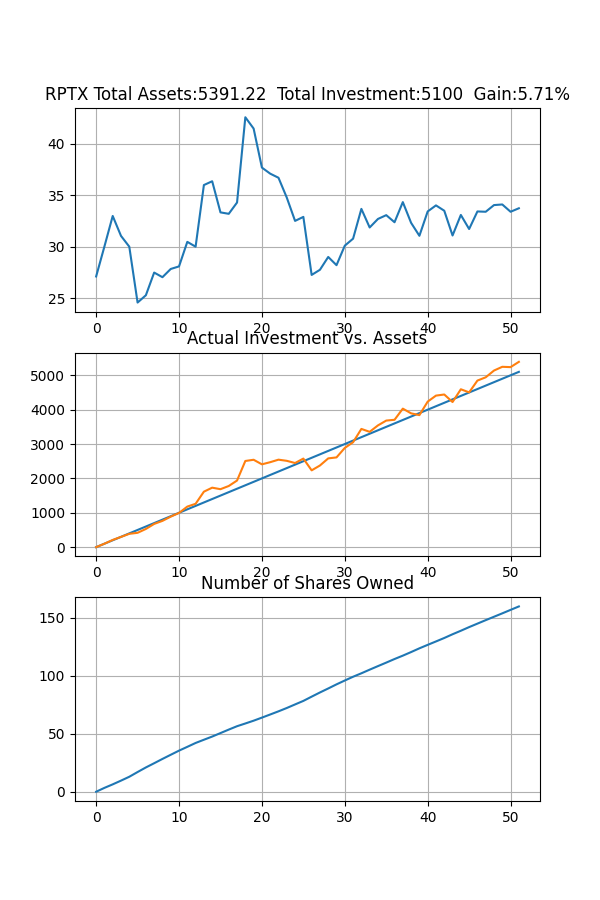 RPTX Total Assets:5391.22  Total Investment:5100  Gain:5.71%
40
35
30
25
0 10 20 30 40 50
Actual Investment vs. Assets
5000
4000
3000
2000
1000
0
0 10 20 30 40 50
Number of Shares Owned
150
100
50
0
0 10 20 30 40 50